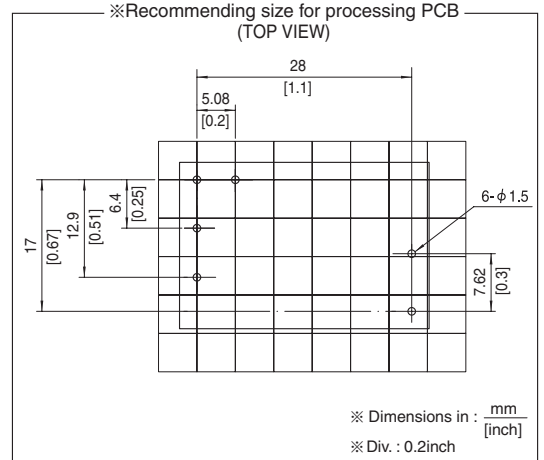 ※Recommending size for processing PCB
(TOP VIEW)
28
[1.1]
5.08
[0.2]
6.4
[0.25]
12.9
[0.51]
17
[0.67]
6-ϕ1.5
7.62
[0.3]
※ Dimensions in : mm
[inch]
※Div. : 0.2inch